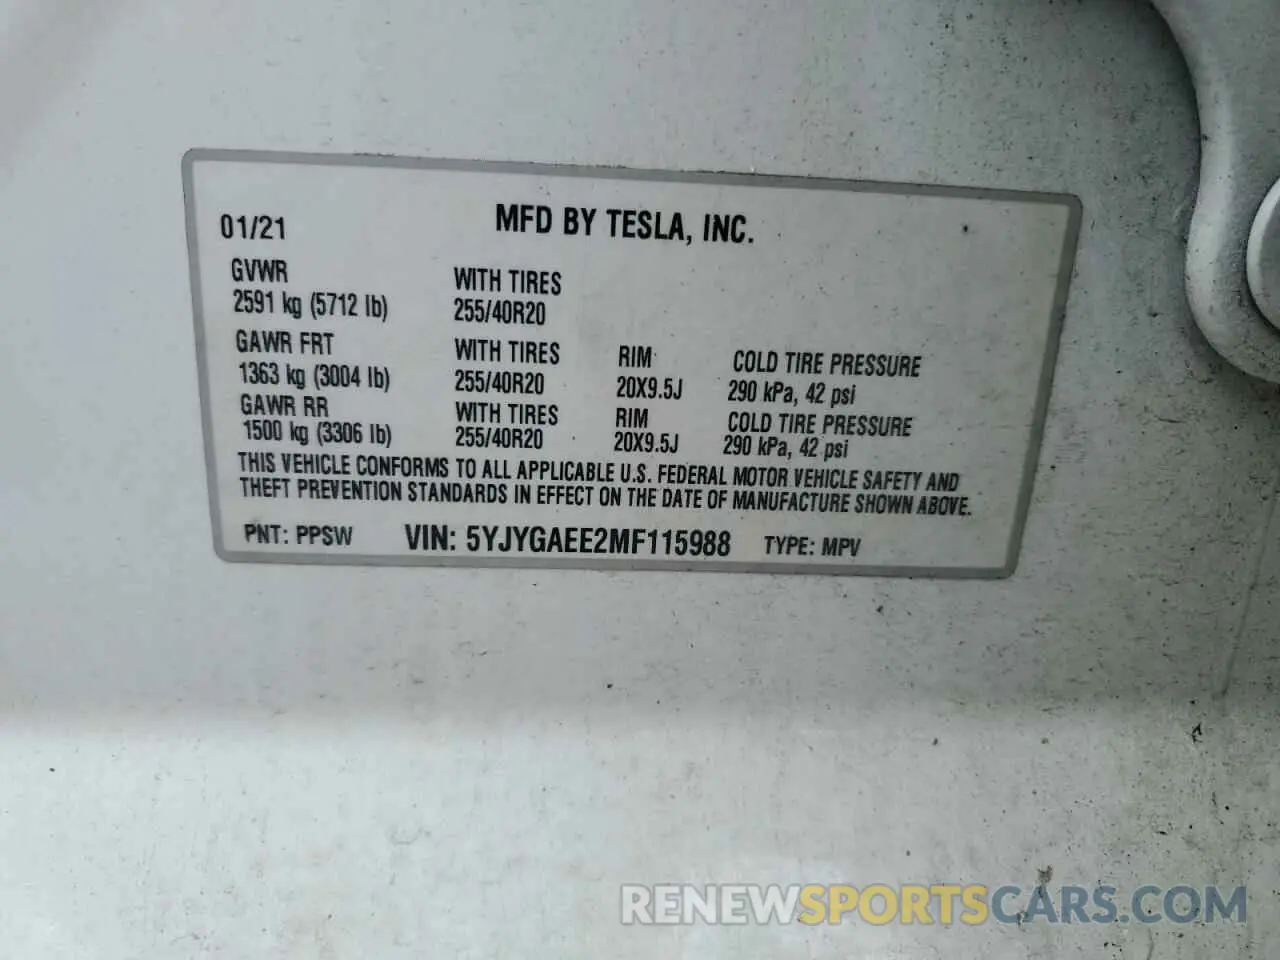 01/21 MFD BY TESLA, INC.
GVWR WITH TIRES
2591 kg (5712 lb) 255/40R20
GAWR FRT WITH TIRES RIM COLD TIRE PRESSURE
1363 kg (3004 lb) 255/40R20 20X9.5J 290 kPa, 42 psi
GAWR RR WITH TIRES RIM COLD TIRE PRESSURE
1500 kg (3306 lb) 255/40R20 20X9.5J 290 kPa, 42 psi
THIS VEHICLE CONFORMS TO ALL APPLICABLE U.S. FEDERAL MOTOR VEHICLE SAFETY AND
THEFT PREVENTION STANDARDS IN EFFECT ON THE DATE OF MANUFACTURE SHOWN ABOVE.
PNT: PPSW VIN: 5YJYGAEE2MF115988 TYPE: MPV
RENEWSPORTSCARS.COM